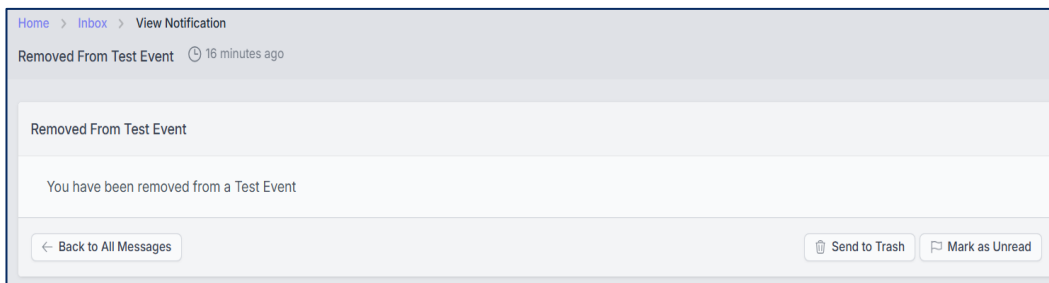 Home > Inbox > View Notification
Removed From Test Event 16 minutes ago
Removed From Test Event
You have been removed from a Test Event
← Back to All Messages Send to Trash Mark as Unread